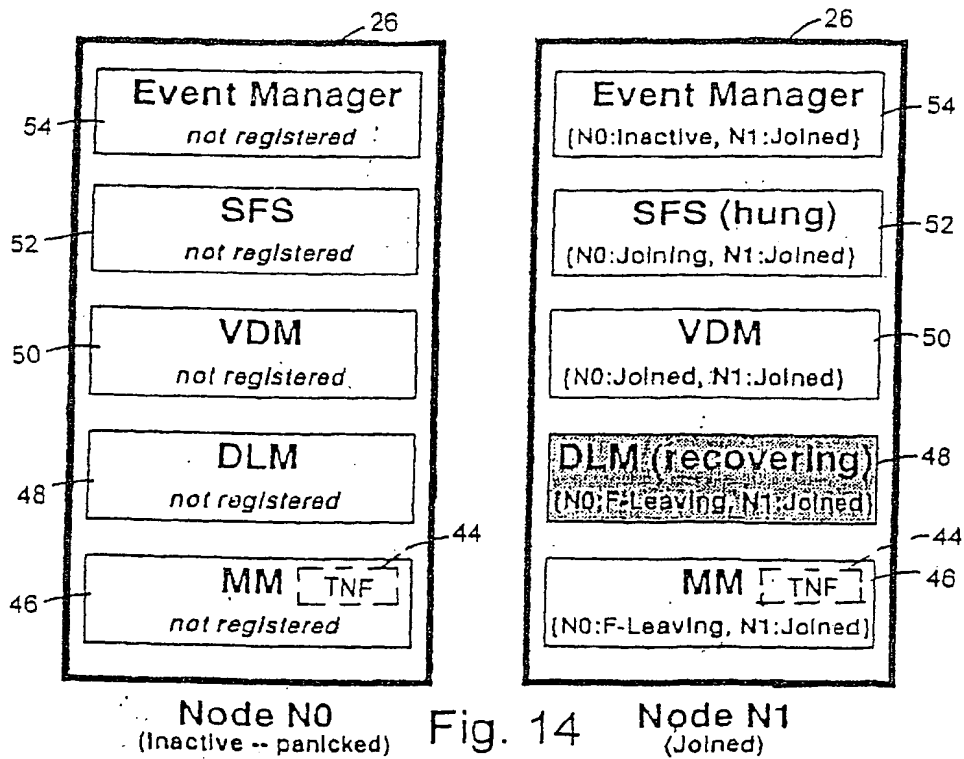 26
Event Manager
not registered
54
SFS
not registered
52
VDM
not registered
50
DLM
not registered
48
44
MM TNF
not registered
46
Node N0
(Inactive -- panicked)
26
Event Manager
{N0:Inactive, N1:Joined}
54
SFS (hung)
{N0:Joining, N1:Joined}
52
VDM
{N0:Joined, N1:Joined}
50
DLM (recovering)
{N0:F-Leaving, N1:Joined}
48
44
MM TNF
{N0:F-Leaving, N1:Joined}
46
Node N1
(Joined)
Fig. 14